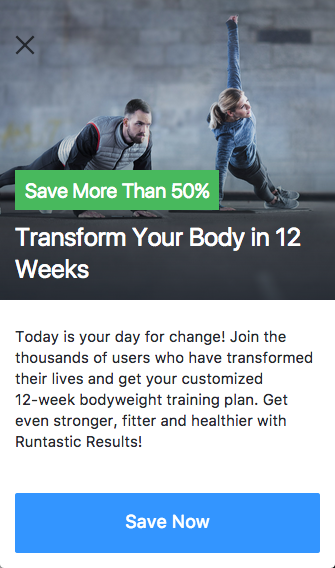 Save More Than 50%
Transform Your Body in 12
Weeks
Today is your day for change! Join the
thousands of users who have transformed
their lives and get your customized
12-week bodyweight training plan. Get
even stronger, fitter and healthier with
Runtastic Results!
Save Now